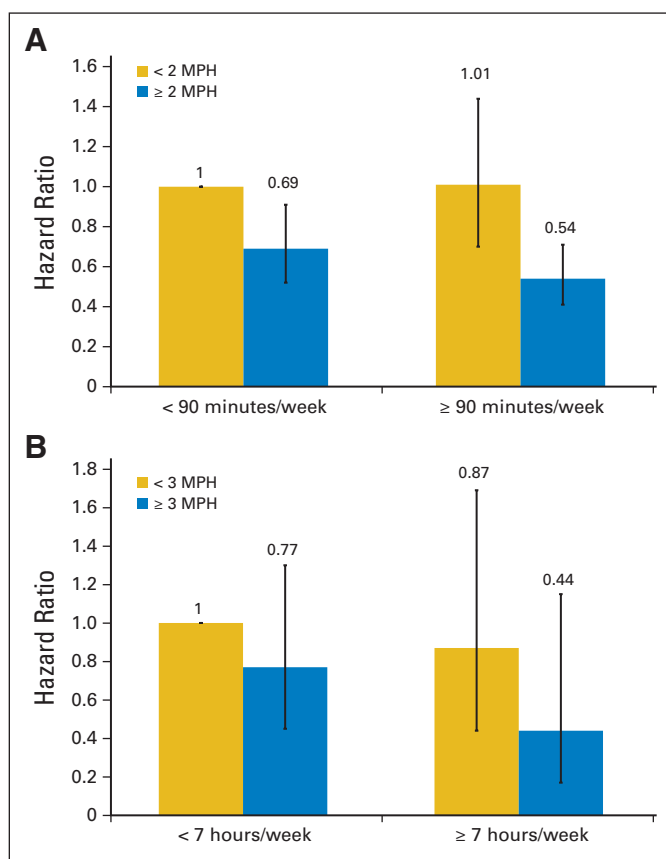 A
Hazard Ratio
1.6
1.4
1.2
1.0
0.8
0.6
0.4
0.2
0
< 2 MPH
≥ 2 MPH
1
0.69
1.01
0.54
< 90 minutes/week
≥ 90 minutes/week
B
Hazard Ratio
1.8
1.6
1.4
1.2
1.0
0.8
0.6
0.4
0.2
0
< 3 MPH
≥ 3 MPH
1
0.77
0.87
0.44
< 7 hours/week
≥ 7 hours/week